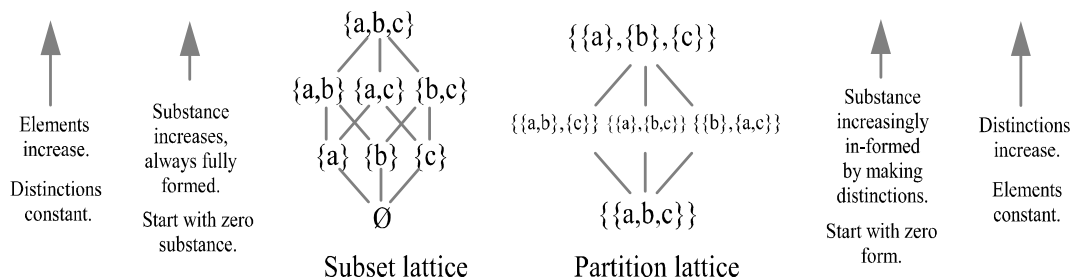 Elements
increase.
Distinctions
constant.
Substance
increases,
always fully
formed.
Start with zero
substance.
{a,b,c}
{a,b} {a,c} {b,c}
{a} {b} {c}
Ø
Subset lattice
{{a},{b},{c}}
{{a,b},{c}} {{a},{b,c}} {{b},{a,c}}
{{a,b,c}}
Partition lattice
Substance
increasingly
in-formed
by making
distinctions.
Start with zero
form.
Distinctions
increase.
Elements
constant.